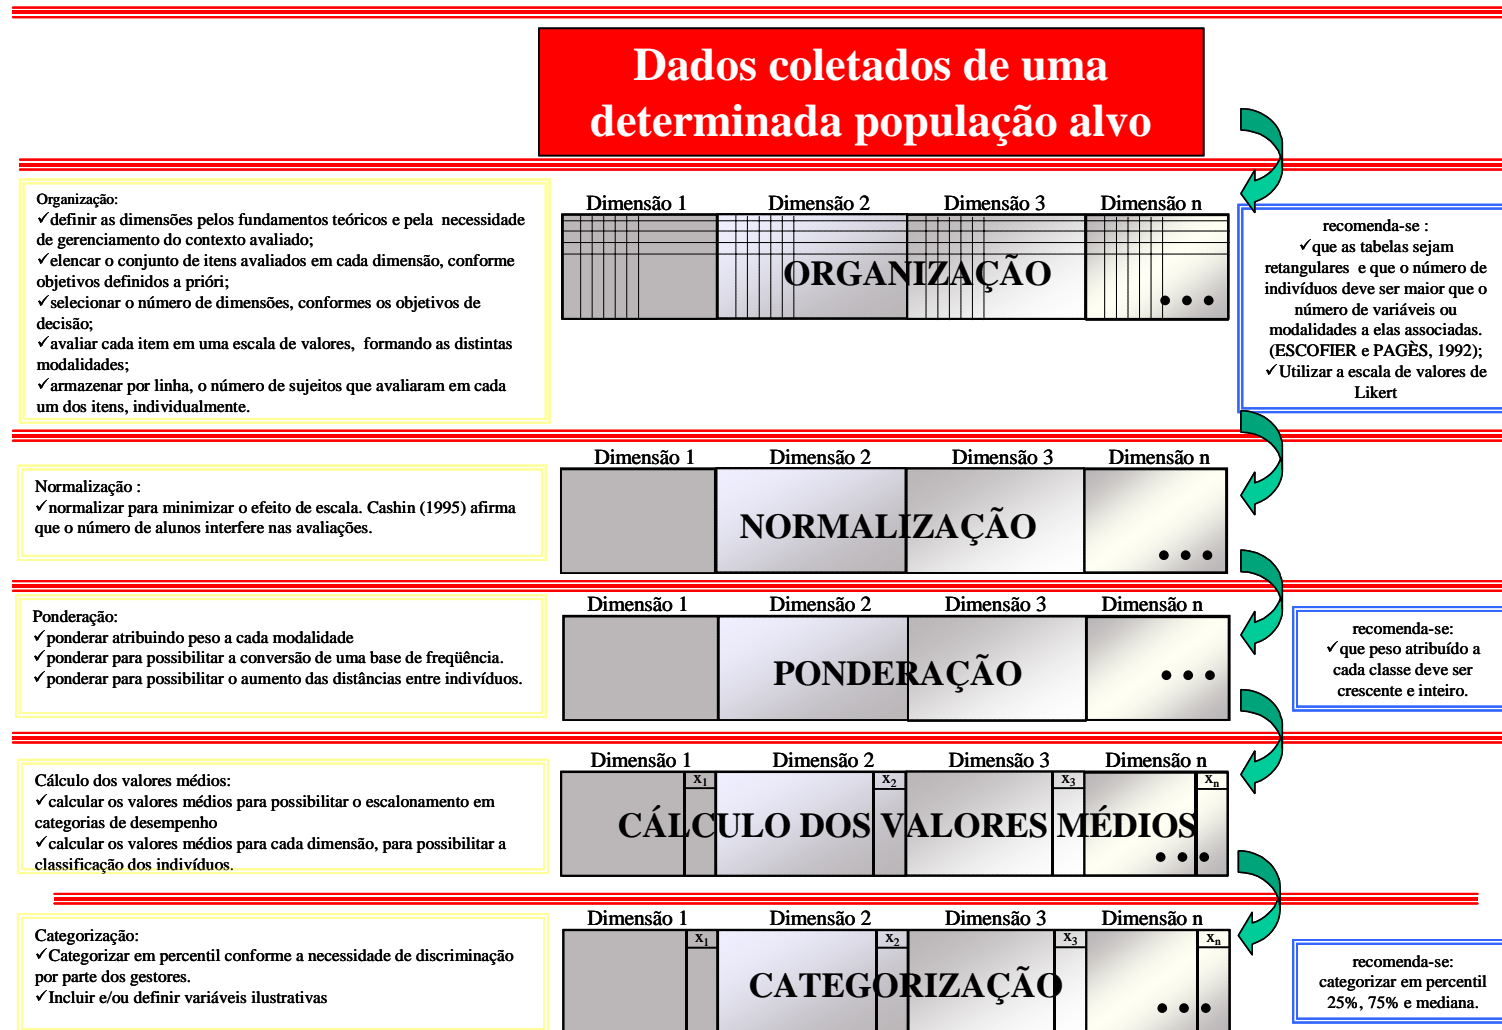 Dados coletados de uma
determinada população alvo
Organização:
✓definir as dimensões pelos fundamentos teóricos e pela necessidade
de gerenciamento do contexto avaliado;
✓elencar o conjunto de itens avaliados em cada dimensão, conforme
objetivos definidos a prióri;
✓selecionar o número de dimensões, conformes os objetivos de
decisão;
✓avaliar cada item em uma escala de valores, formando as distintas
modalidades;
✓armazenar por linha, o número de sujeitos que avaliaram em cada
um dos itens, individualmente.
Dimensão 1 Dimensão 2 Dimensão 3 Dimensão n
ORGANIZAÇÃO
• • •
recomenda-se :
✓que as tabelas sejam
retangulares e que o número de
indivíduos deve ser maior que o
número de variáveis ou
modalidades a elas associadas.
(ESCOFIER e PAGÈS, 1992);
✓Utilizar a escala de valores de
Likert
Normalização :
✓normalizar para minimizar o efeito de escala. Cashin (1995) afirma
que o número de alunos interfere nas avaliações.
Dimensão 1 Dimensão 2 Dimensão 3 Dimensão n
NORMALIZAÇÃO
• • •
Ponderação:
✓ponderar atribuindo peso a cada modalidade
✓ponderar para possibilitar a conversão de uma base de freqüência.
✓ponderar para possibilitar o aumento das distâncias entre indivíduos.
Dimensão 1 Dimensão 2 Dimensão 3 Dimensão n
PONDERAÇÃO
• • •
recomenda-se:
✓que peso atribuído a
cada classe deve ser
crescente e inteiro.
Cálculo dos valores médios:
✓calcular os valores médios para possibilitar o escalonamento em
categorias de desempenho
✓calcular os valores médios para cada dimensão, para possibilitar a
classificação dos indivíduos.
Dimensão 1 Dimensão 2 Dimensão 3 Dimensão n
x1 x2 x3 xn
CÁLCULO DOS VALORES MÉDIOS
• • •
Categorização:
✓Categorizar em percentil conforme a necessidade de discriminação
por parte dos gestores.
✓Incluir e/ou definir variáveis ilustrativas
Dimensão 1 Dimensão 2 Dimensão 3 Dimensão n
x1 x2 x3 xn
CATEGORIZAÇÃO
• • •
recomenda-se:
categorizar em percentil
25%, 75% e mediana.